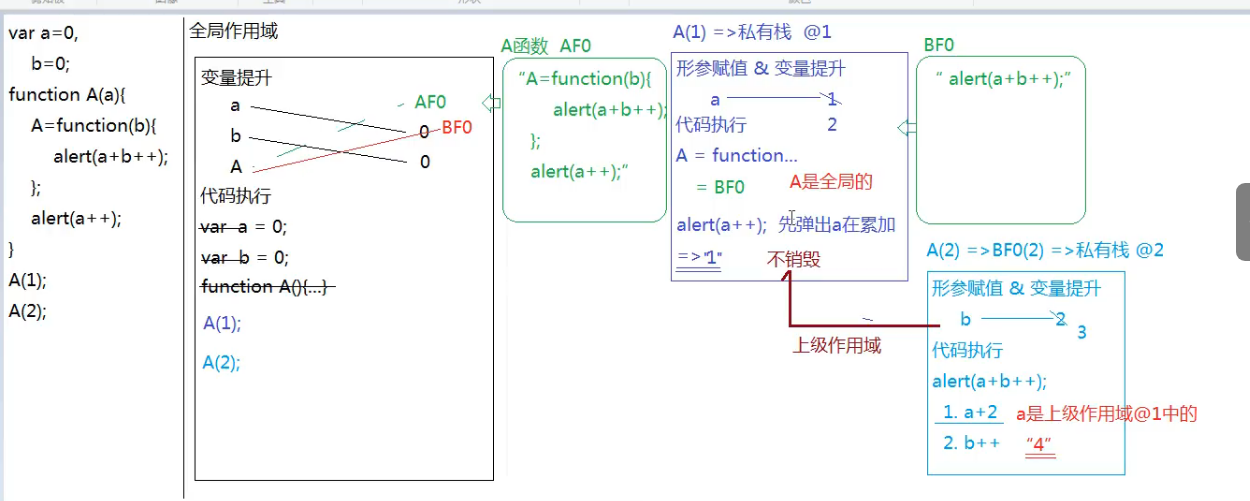 var a=0,
b=0;
function A(a){
A=function(b){
alert(a+b++);
};
alert(a++);
}
A(1);
A(2);
全局作用域
变量提升
a
b
A
AF0
0
BF0
0
代码执行
var a = 0;
var b = 0;
function A(){...}
A(1);
A(2);
A函数 AF0
“A=function(b){
alert(a+b++);
};
alert(a++);”
A(1) =>私有栈 @1
形参赋值 & 变量提升
a
1
代码执行
2
A = function...
= BF0
A是全局的
alert(a++); 先弹出a在累加
=>"1"
不销毁
上级作用域
BF0
“ alert(a+b++);”
A(2) =>BF0(2) =>私有栈 @2
形参赋值 & 变量提升
b
2
3
代码执行
alert(a+b++);
1. a+2 a是上级作用域@1中的
2. b++ “4”